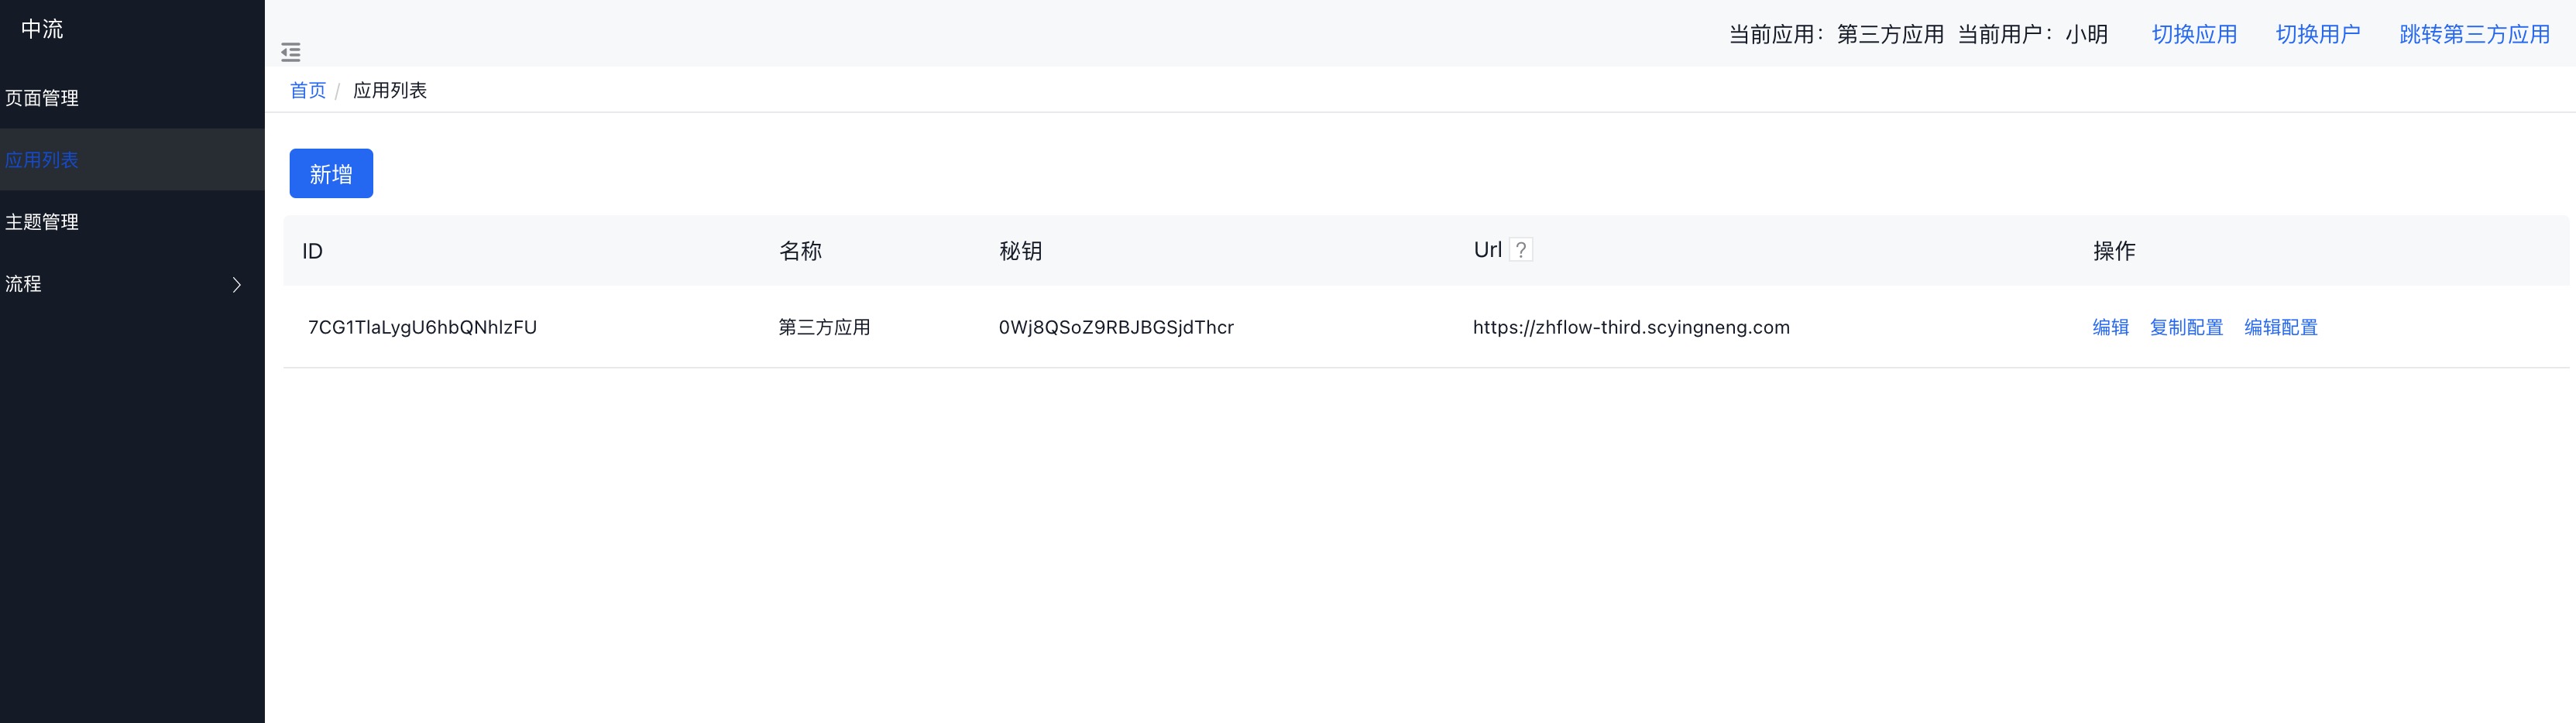 中流
当前应用：第三方应用 当前用户：小明 切换应用 切换用户 跳转第三方应用
首页 / 应用列表
页面管理
应用列表
主题管理
流程
新增
ID 名称 秘钥 Url ? 操作
7CG1TlaLygU6hbQNhlzFU 第三方应用 0Wj8QSoZ9RBJBGSjdThcr https://zhflow-third.scyingneng.com 编辑 复制配置 编辑配置